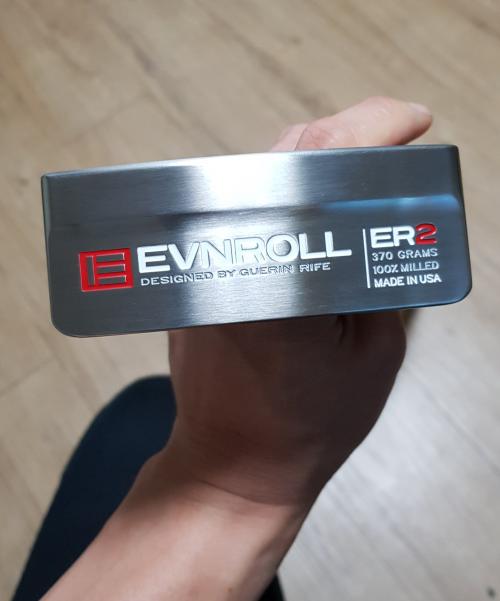 E EVNROLL
DESIGNED BY GUERIN RIFE
ER2
370 GRAMS
100% MILLED
MADE IN USA